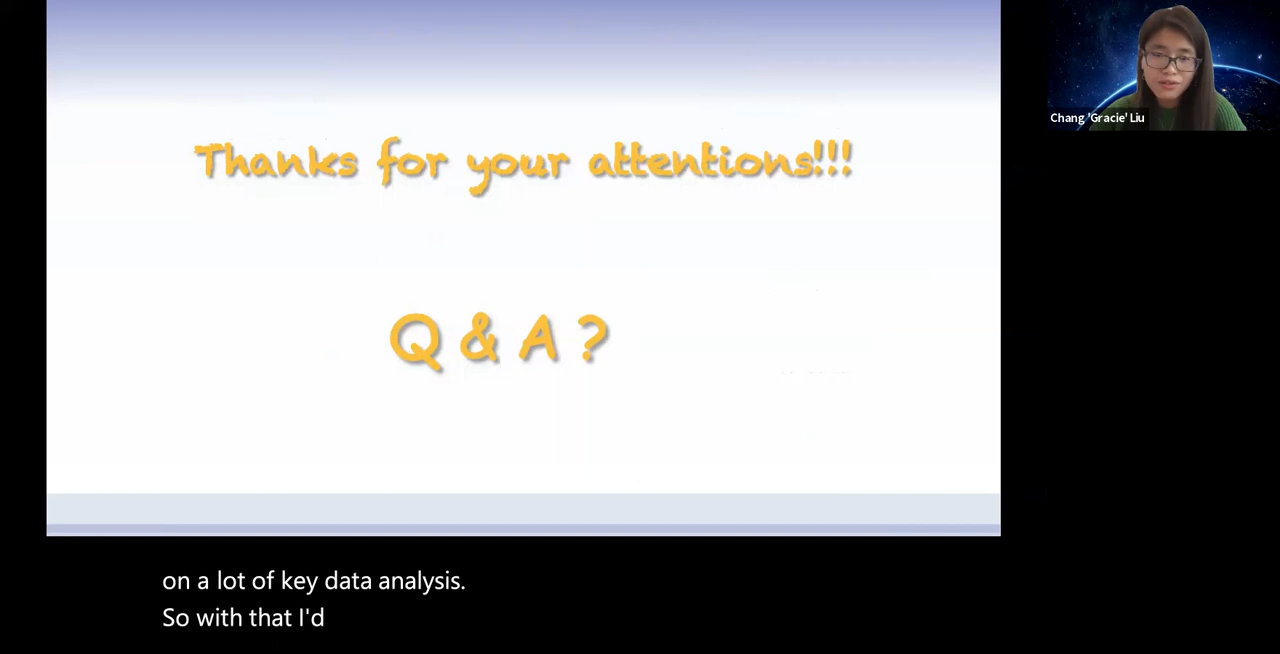 Thanks for your attentions!!!
Q & A ?
Chang 'Gracie' Liu
on a lot of key data analysis.
So with that I'd